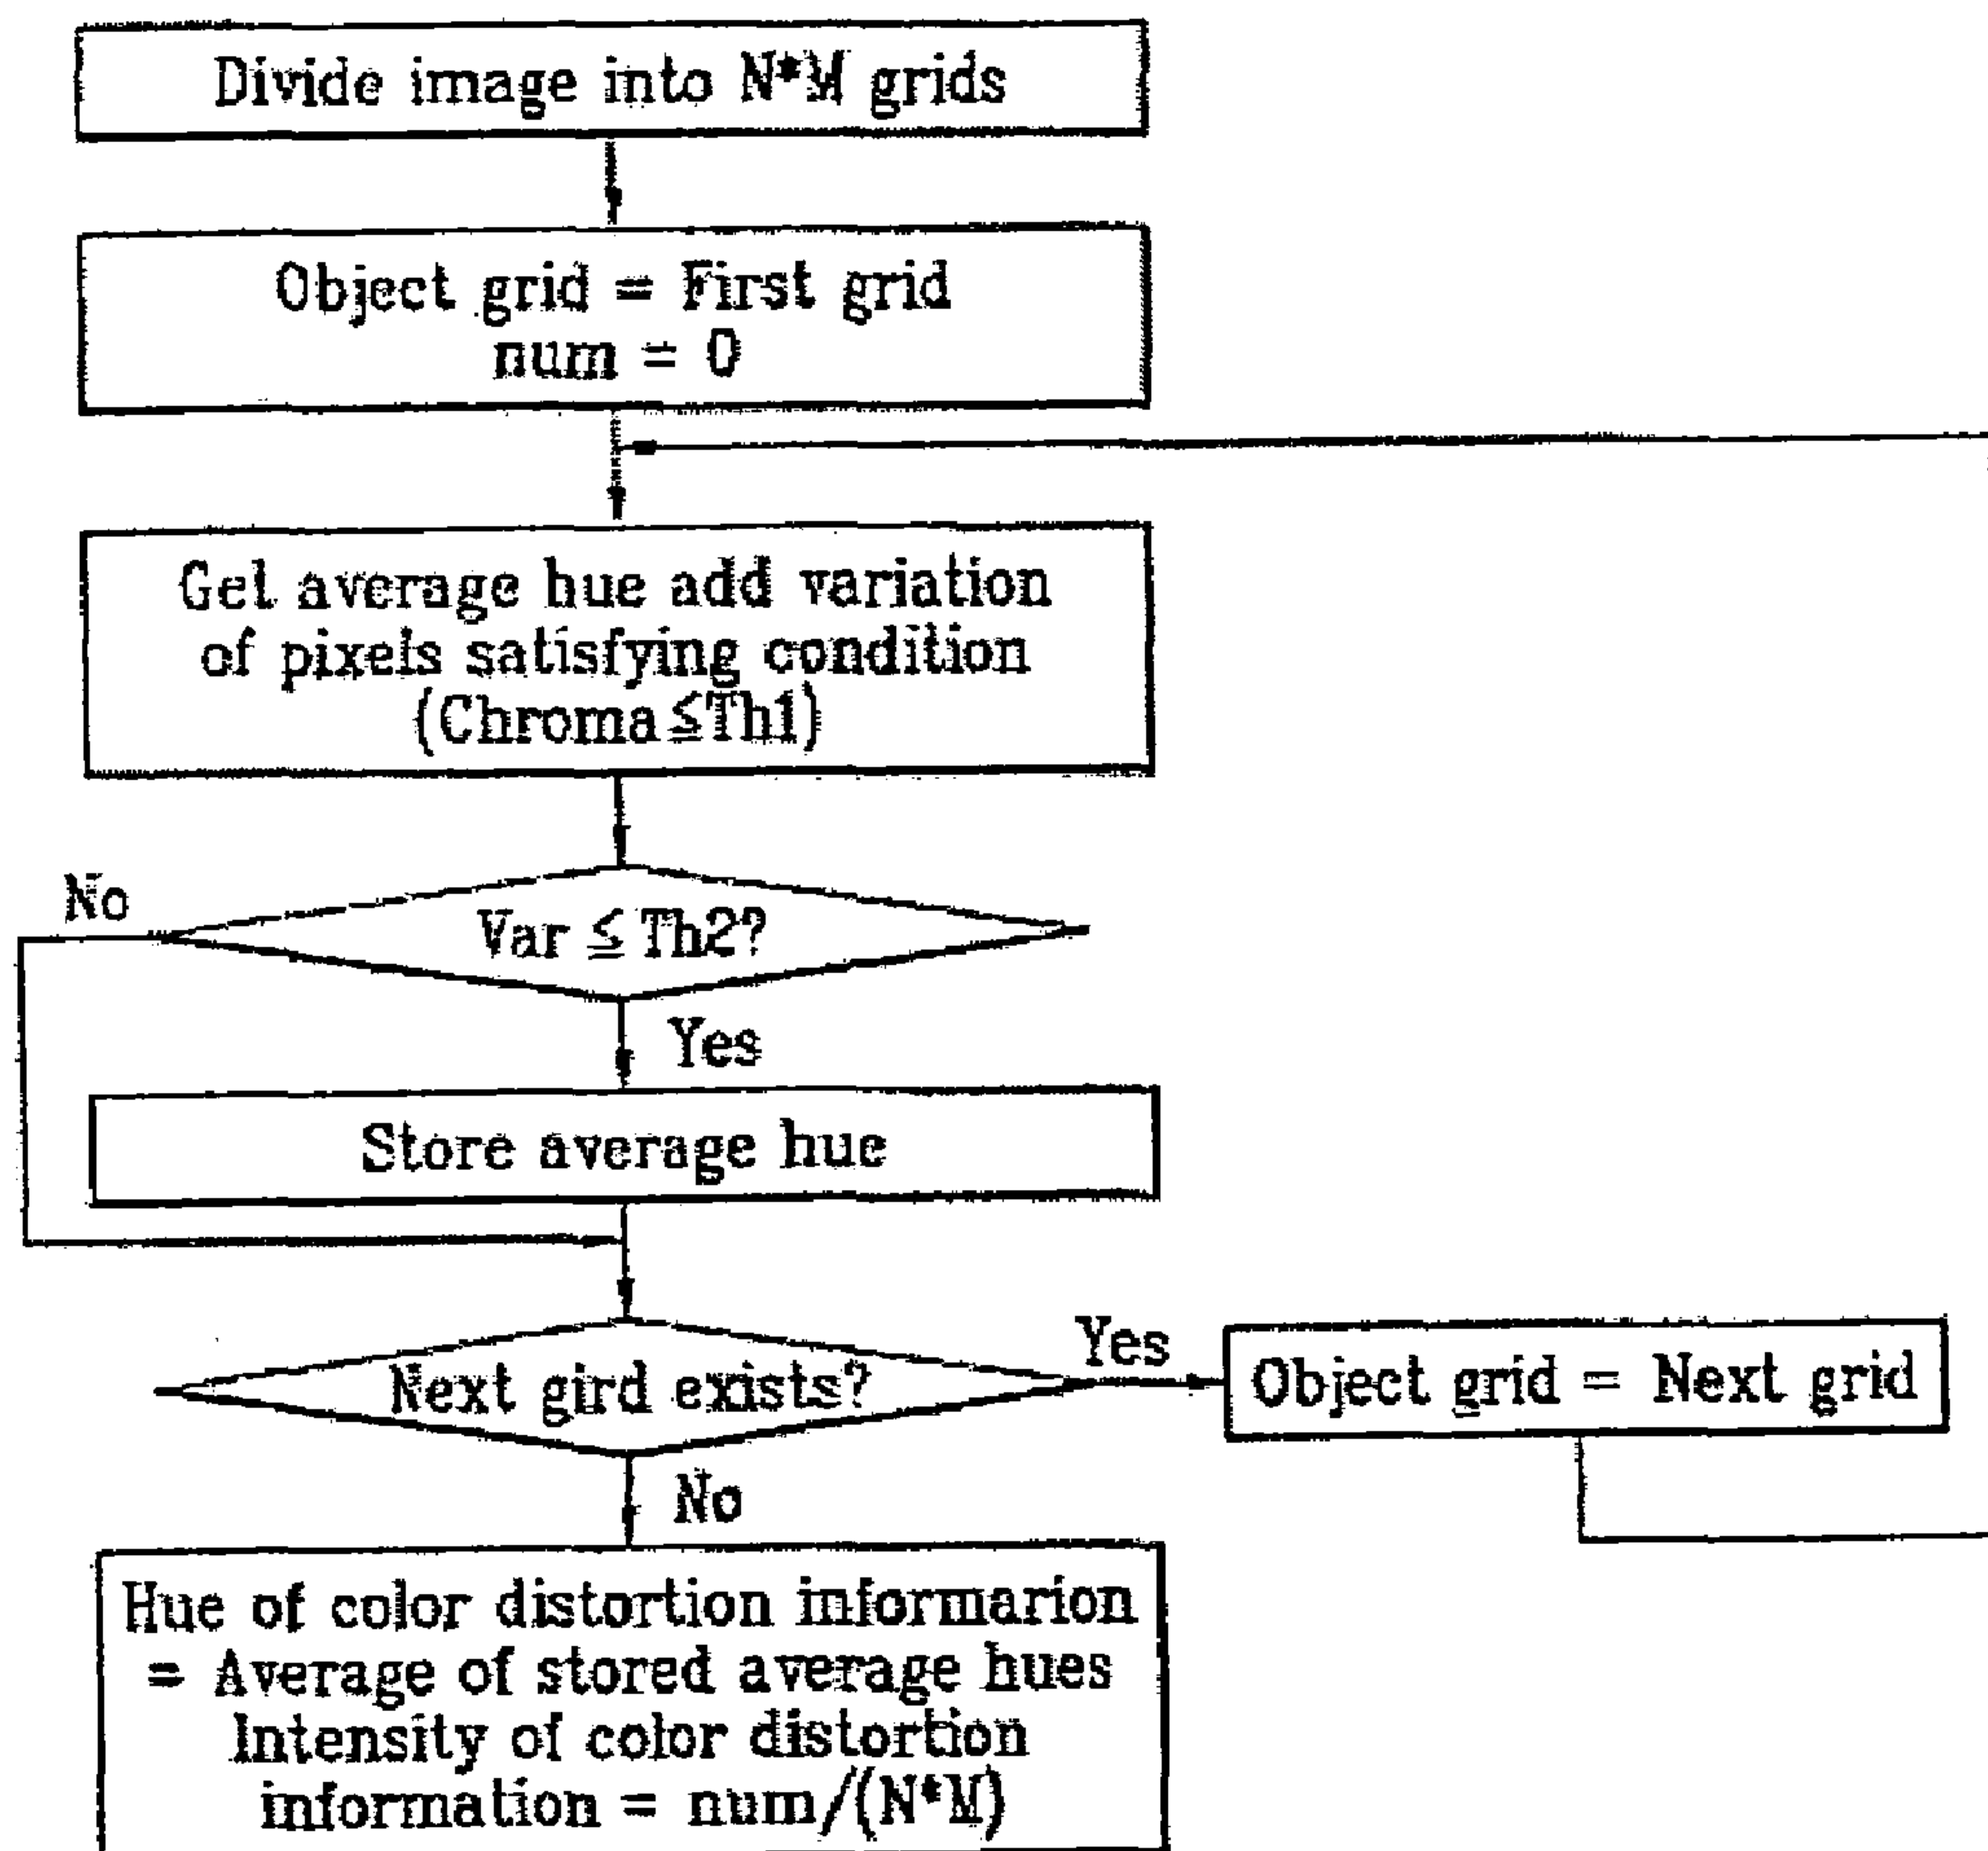 Divide image into N*M grids
Object grid = First grid
num = 0
Get average hue add variation
of pixels satisfying condition
(Chroma≦Th1)
No
Var ≦ Th2?
Yes
Store average hue
Next gird exists?
Yes
Object grid = Next grid
No
Hue of color distortion informarion
= Average of stored average hues
Intensity of color distortion
information = num/(N*M)